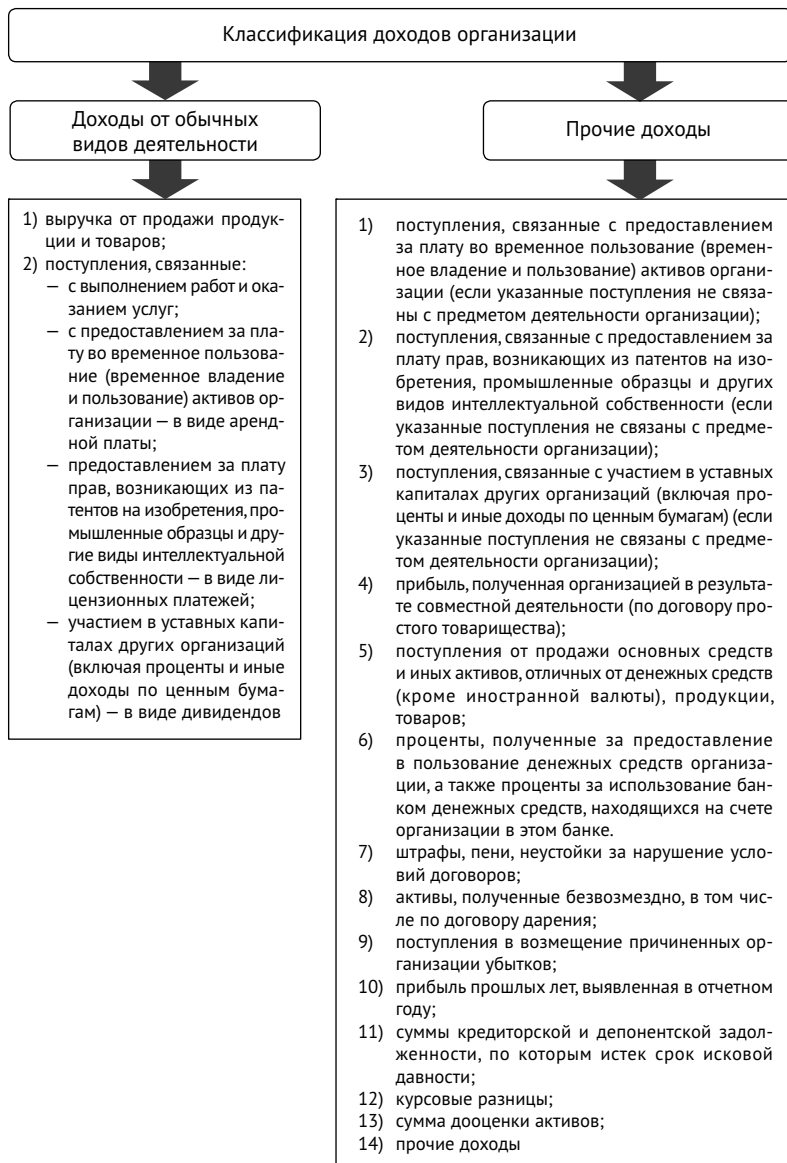 Классификация доходов организации
Доходы от обычных
видов деятельности
Прочие доходы
1) выручка от продажи продук-
ции и товаров;
2) поступления, связанные:
— с выполнением работ и ока-
занием услуг;
— с предоставлением за пла-
ту во временное пользова-
ние (временное владение
и пользование) активов ор-
ганизации — в виде аренд-
ной платы;
— предоставлением за плату
прав, возникающих из па-
тентов на изобретения, про-
мышленные образцы и дру-
гие виды интеллектуальной
собственности — в виде ли-
цензионных платежей;
— участием в уставных капи-
талах других организаций
(включая проценты и иные
доходы по ценным бума-
гам) — в виде дивидендов
1) поступления, связанные с предоставлением
за плату во временное пользование (времен-
ное владение и пользование) активов органи-
зации (если указанные поступления не связа-
ны с предметом деятельности организации);
2) поступления, связанные с предоставлением за
плату прав, возникающих из патентов на изо-
бретения, промышленные образцы и других
видов интеллектуальной собственности (если
указанные поступления не связаны с предме-
том деятельности организации);
3) поступления, связанные с участием в уставных
капиталах других организаций (включая про-
центы и иные доходы по ценным бумагам) (если
указанные поступления не связаны с предме-
том деятельности организации);
4) прибыль, полученная организацией в результа-
те совместной деятельности (по договору про-
стого товарищества);
5) поступления от продажи основных средств
и иных активов, отличных от денежных средств
(кроме иностранной валюты), продукции,
товаров;
6) проценты, полученные за предоставление
в пользование денежных средств организа-
ции, а также проценты за использование бан-
ком денежных средств, находящихся на счете
организации в этом банке.
7) штрафы, пени, неустойки за нарушение усло-
вий договоров;
8) активы, полученные безвозмездно, в том чис-
ле по договору дарения;
9) поступления в возмещение причиненных ор-
ганизации убытков;
10) прибыль прошлых лет, выявленная в отчетном
году;
11) суммы кредиторской и депонентской задол-
женности, по которым истек срок исковой
давности;
12) курсовые разницы;
13) сумма дооценки активов;
14) прочие доходы